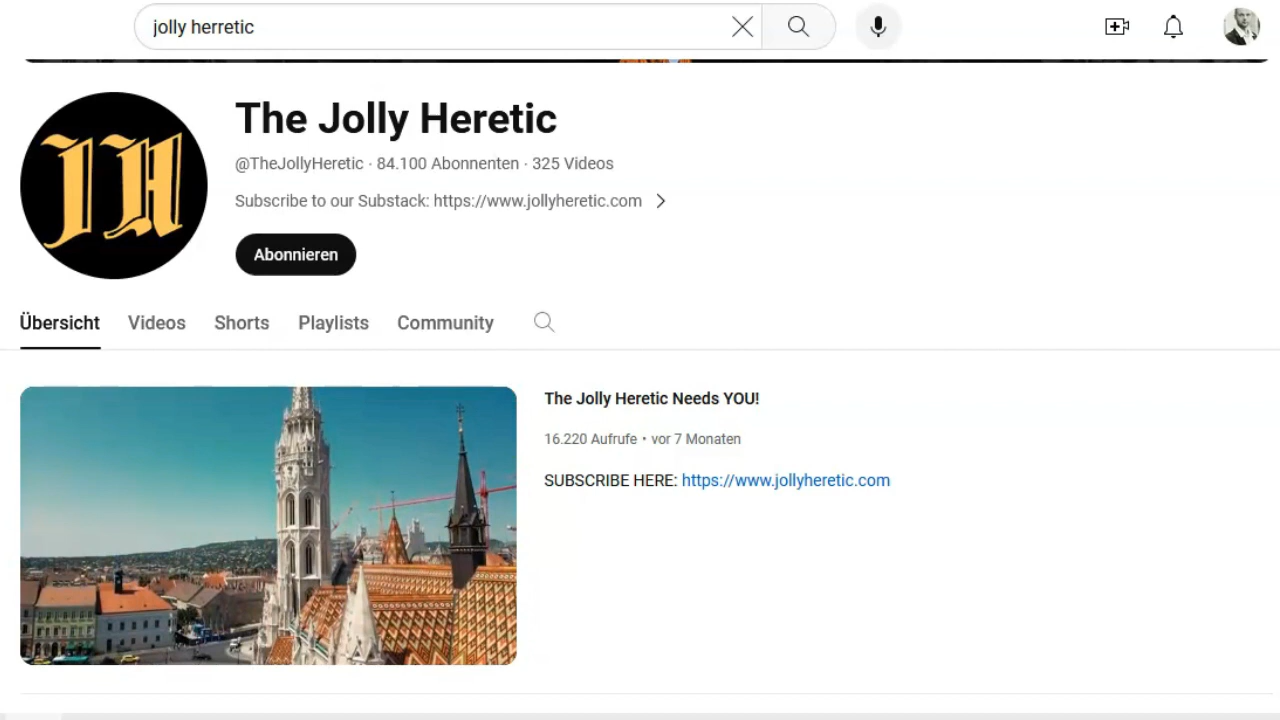 jolly herretic
JH
The Jolly Heretic
@TheJollyHeretic · 84.100 Abonnenten · 325 Videos
Subscribe to our Substack: https://www.jollyheretic.com
Abonnieren
Übersicht Videos Shorts Playlists Community
The Jolly Heretic Needs YOU!
16.220 Aufrufe • vor 7 Monaten
SUBSCRIBE HERE: https://www.jollyheretic.com